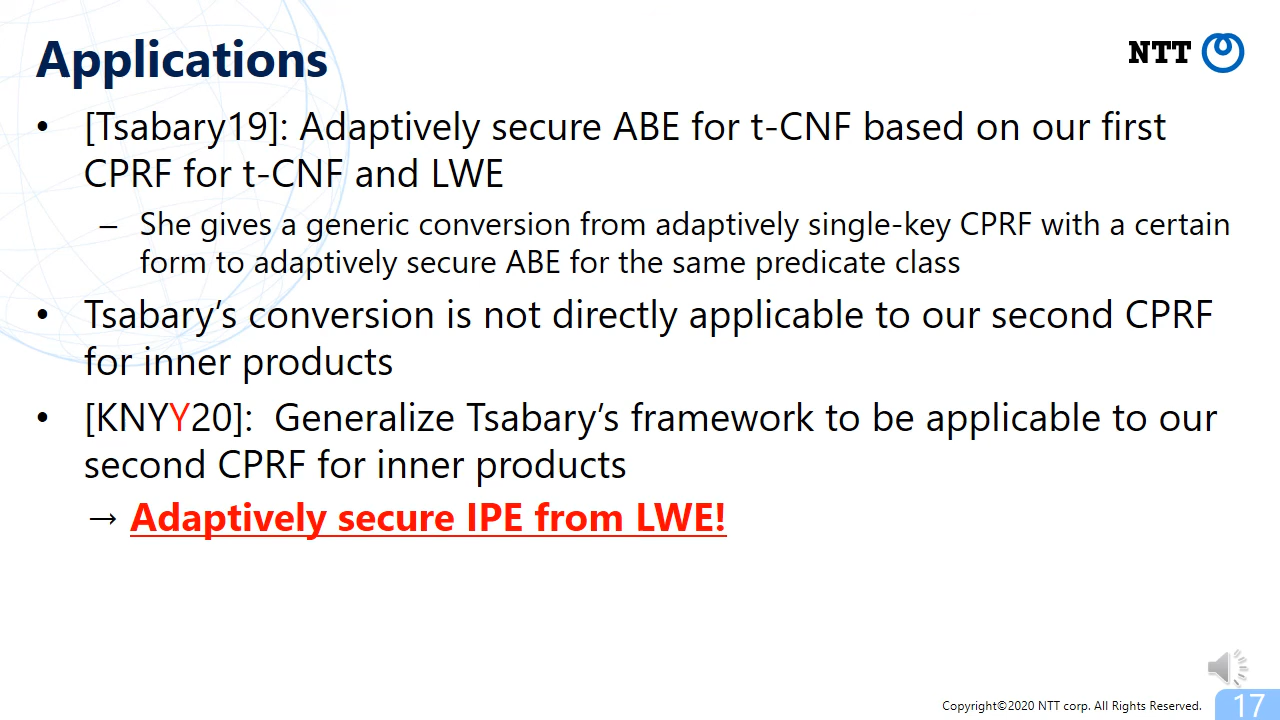 Applications
NTT
• [Tsabary19]: Adaptively secure ABE for t-CNF based on our first
CPRF for t-CNF and LWE
– She gives a generic conversion from adaptively single-key CPRF with a certain
form to adaptively secure ABE for the same predicate class
• Tsabary’s conversion is not directly applicable to our second CPRF
for inner products
• [KNYY20]: Generalize Tsabary’s framework to be applicable to our
second CPRF for inner products
→ Adaptively secure IPE from LWE!
Copyright©2020 NTT corp. All Rights Reserved.
17